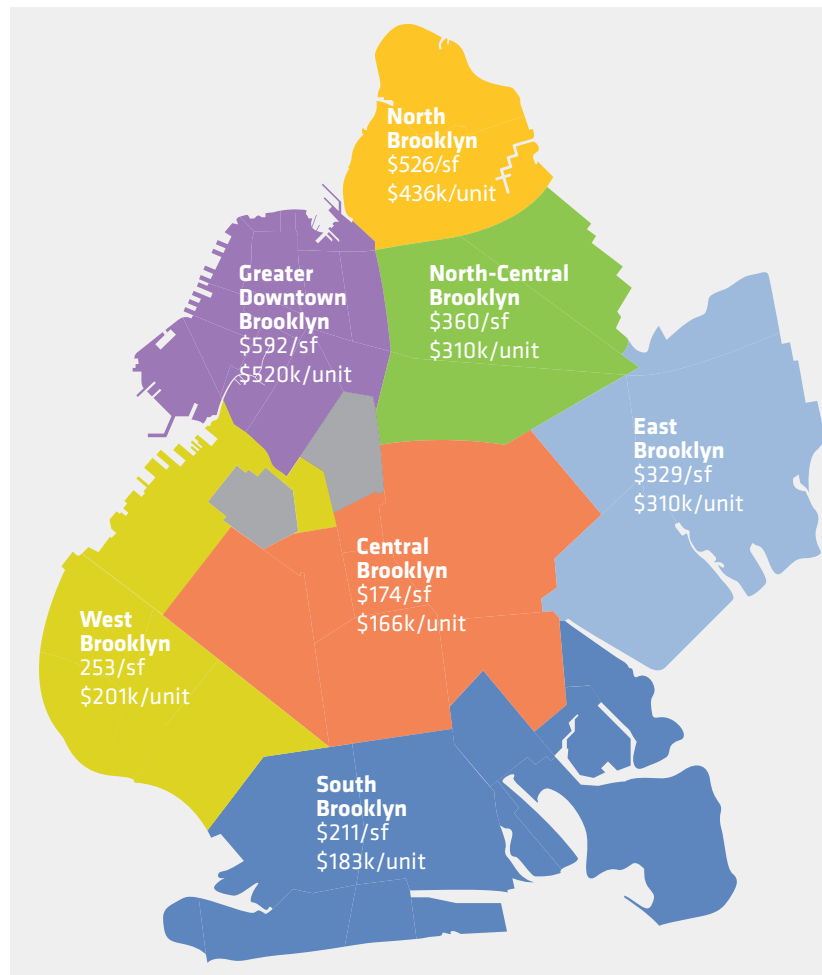 North
Brooklyn
$526/sf
$436k/unit
Greater
Downtown
Brooklyn
$592/sf
$520k/unit
North-Central
Brooklyn
$360/sf
$310k/unit
East
Brooklyn
$329/sf
$310k/unit
Central
Brooklyn
$174/sf
$166k/unit
West
Brooklyn
253/sf
$201k/unit
South
Brooklyn
$211/sf
$183k/unit